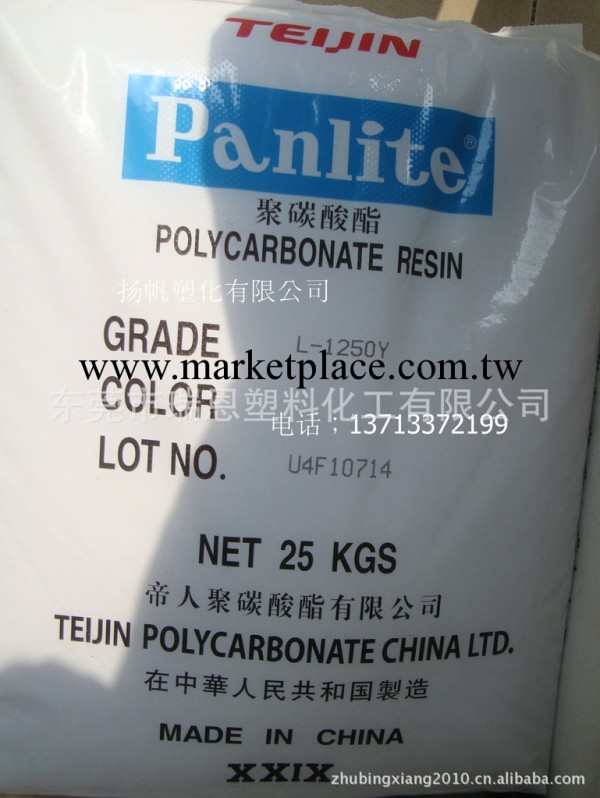 TEIJIN
Panlite®
聚碳酸酯
POLYCARBONATE RESIN
扬帆塑化有限公司
GRADE L-1250Y
www.marketplace.com.tw
COLOR
东莞市瑞恩塑料化工有限公司
电话；13713372199
LOT NO. U4F10714
NET 25 KGS
帝人聚碳酸酯有限公司
TEIJIN POLYCARBONATE CHINA LTD.
在中華人民共和国製造
MADE IN CHINA
XXIX
zhubingxiang2010.cn.alibaba.com